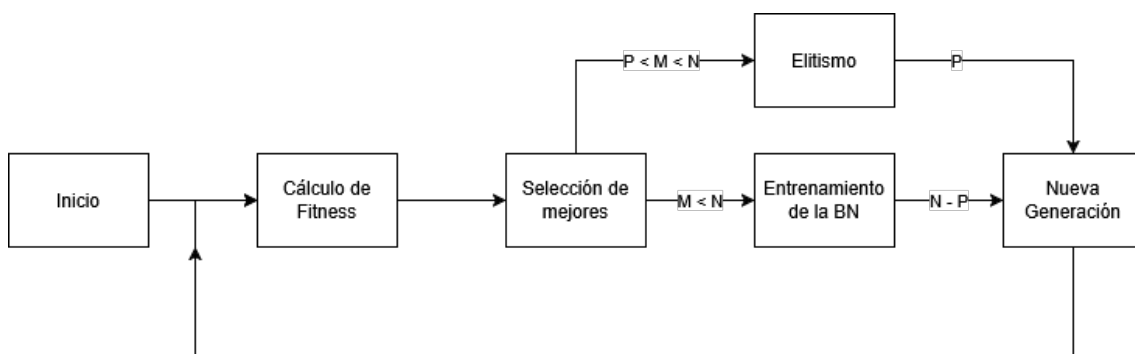 P < M < N
Elitismo
P
Inicio
Cálculo de
Fitness
Selección de
mejores
M < N
Entrenamiento
de la BN
N - P
Nueva
Generación